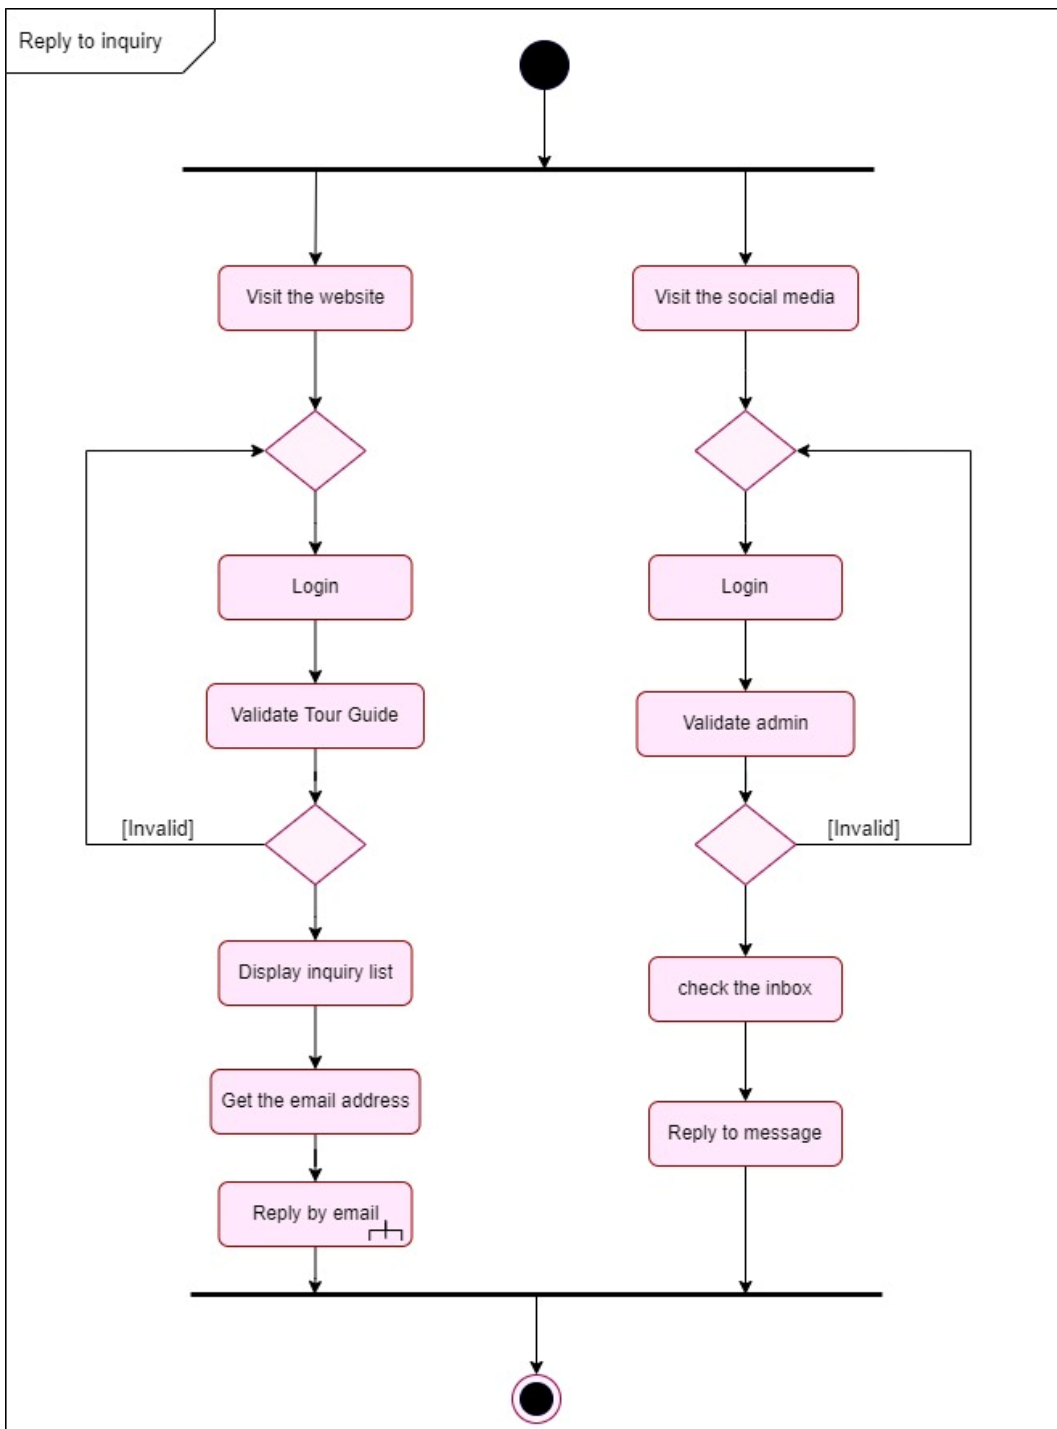 Reply to inquiry
Visit the website
Visit the social media
Login
Login
Validate Tour Guide
Validate admin
[Invalid]
[Invalid]
Display inquiry list
check the inbox
Get the email address
Reply to message
Reply by email